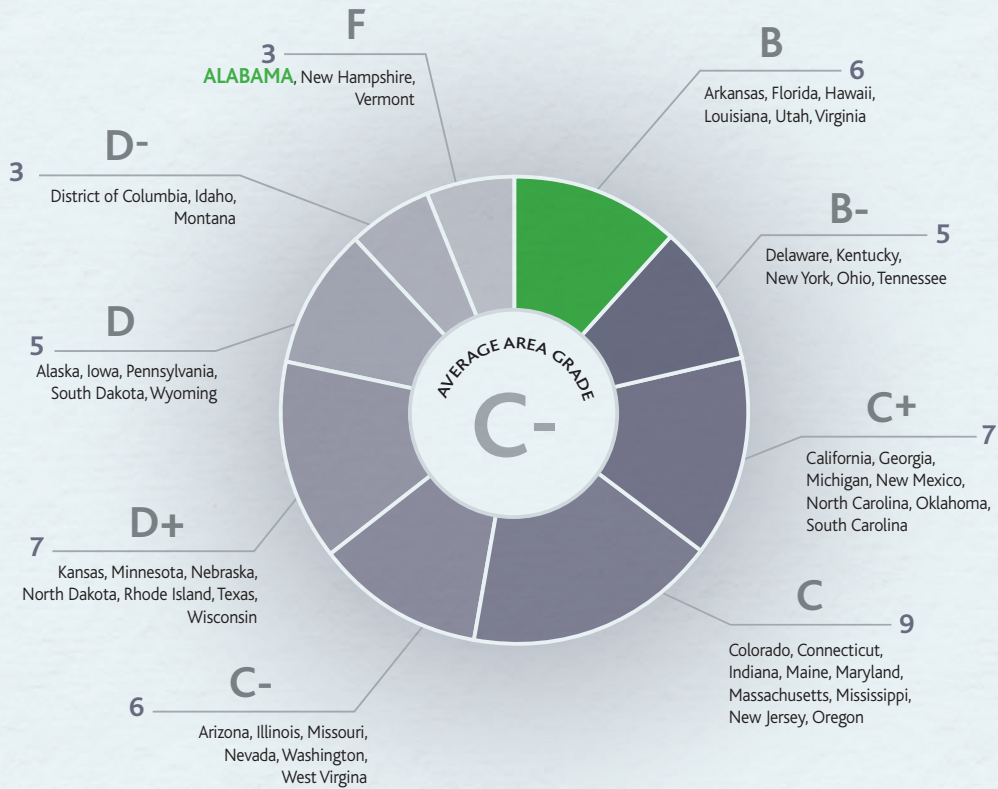 F
3
ALABAMA, New Hampshire,
Vermont
B
6
Arkansas, Florida, Hawaii,
Louisiana, Utah, Virginia
D-
3
District of Columbia, Idaho,
Montana
B-
5
Delaware, Kentucky,
New York, Ohio, Tennessee
D
5
Alaska, Iowa, Pennsylvania,
South Dakota, Wyoming
AVERAGE AREA GRADE
C-
C+
7
California, Georgia,
Michigan, New Mexico,
North Carolina, Oklahoma,
South Carolina
D+
7
Kansas, Minnesota, Nebraska,
North Dakota, Rhode Island, Texas,
Wisconsin
C
9
Colorado, Connecticut,
Indiana, Maine, Maryland,
Massachusetts, Mississippi,
New Jersey, Oregon
C-
6
Arizona, Illinois, Missouri,
Nevada, Washington,
West Virgina